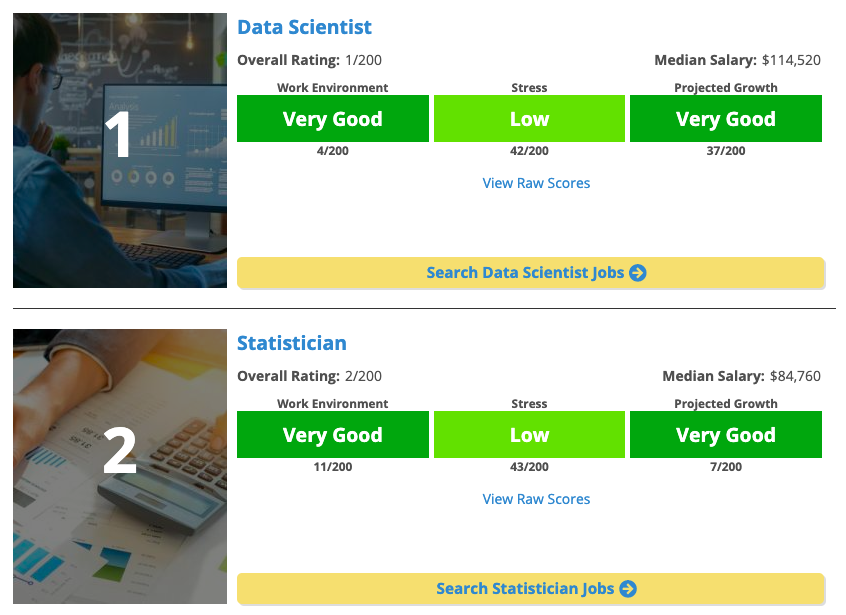 Data Scientist
Overall Rating: 1/200 Median Salary: $114,520
Work Environment Stress Projected Growth
Very Good Low Very Good
4/200 42/200 37/200
1
View Raw Scores
Search Data Scientist Jobs
Statistician
Overall Rating: 2/200 Median Salary: $84,760
Work Environment Stress Projected Growth
Very Good Low Very Good
11/200 43/200 7/200
2
View Raw Scores
Search Statistician Jobs